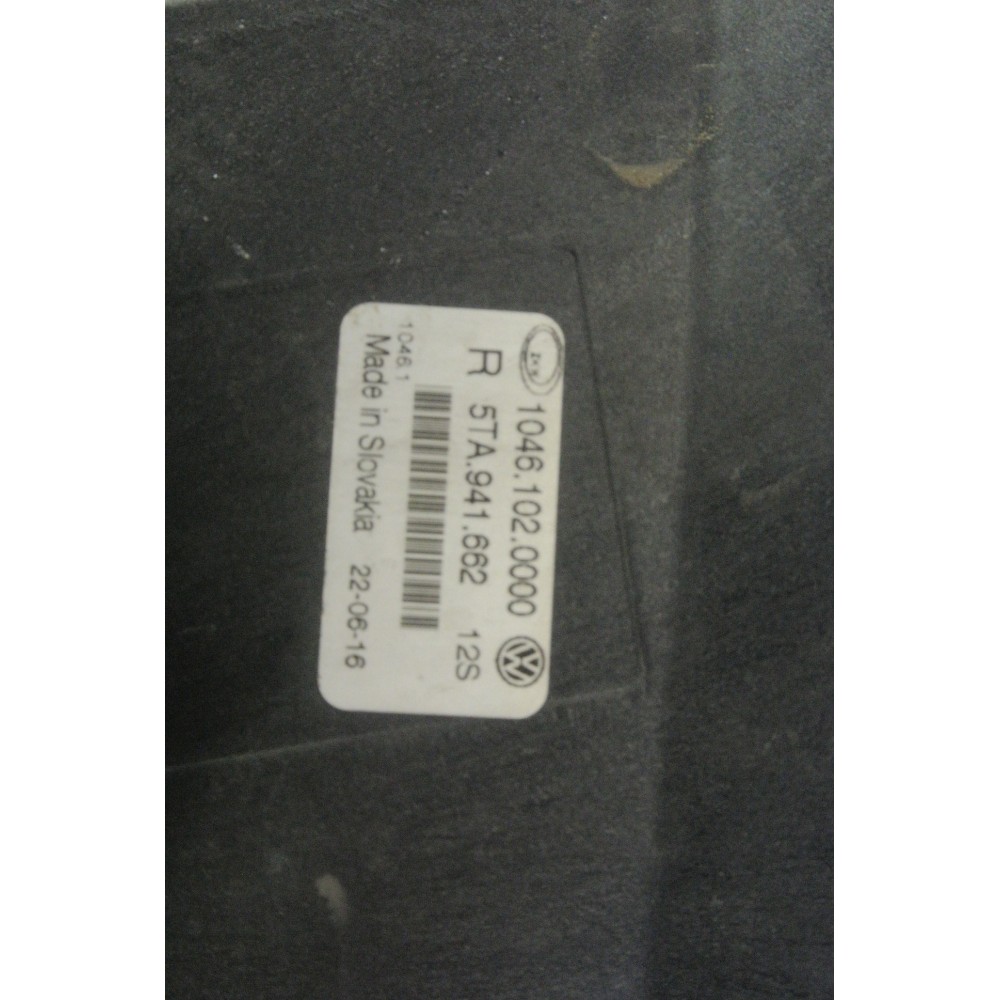 1046.102.0000
R 5TA.941.662 12S
1046.1
Made in Slovakia 22-06-16